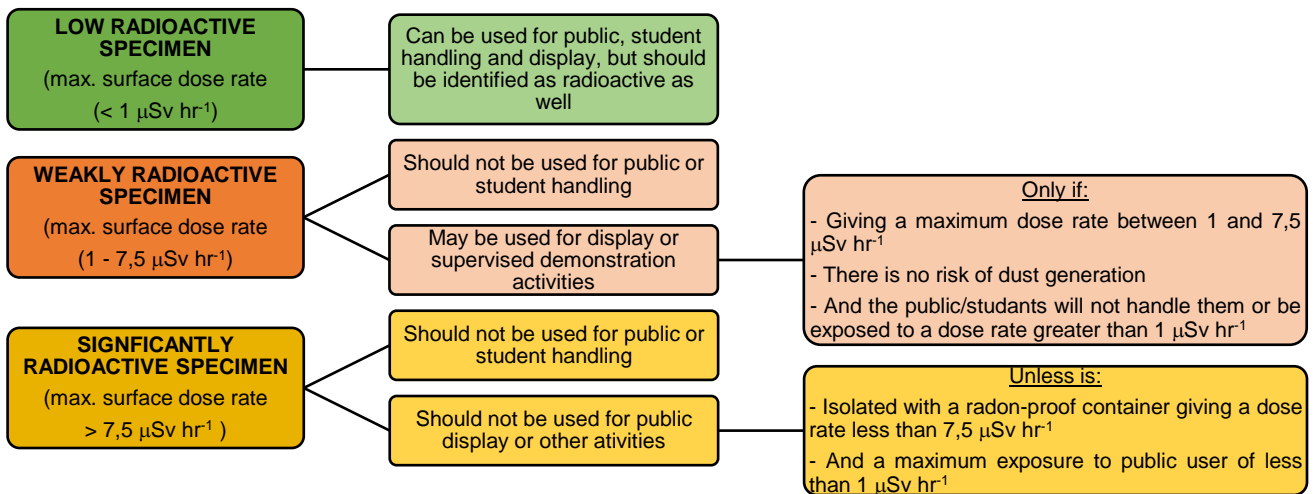 LOW RADIOACTIVE
SPECIMEN
(max. surface dose rate
(< 1 μSv hr⁻¹)
Can be used for public, student
handling and display, but should
be identified as radioactive as
well
WEAKLY RADIOACTIVE
SPECIMEN
(max. surface dose rate
(1 - 7,5 μSv hr⁻¹)
Should not be used for public or
student handling
May be used for display or
supervised demonstration
activities
Only if:
- Giving a maximum dose rate between 1 and 7,5
μSv hr⁻¹
- There is no risk of dust generation
- And the public/studants will not handle them or be
exposed to a dose rate greater than 1 μSv hr⁻¹
SIGNFICANTLY
RADIOACTIVE SPECIMEN
(max. surface dose rate
> 7,5 μSv hr⁻¹ )
Should not be used for public or
student handling
Should not be used for public
display or other ativities
Unless is:
- Isolated with a radon-proof container giving a dose
rate less than 7,5 μSv hr⁻¹
- And a maximum exposure to public user of less
than 1 μSv hr⁻¹